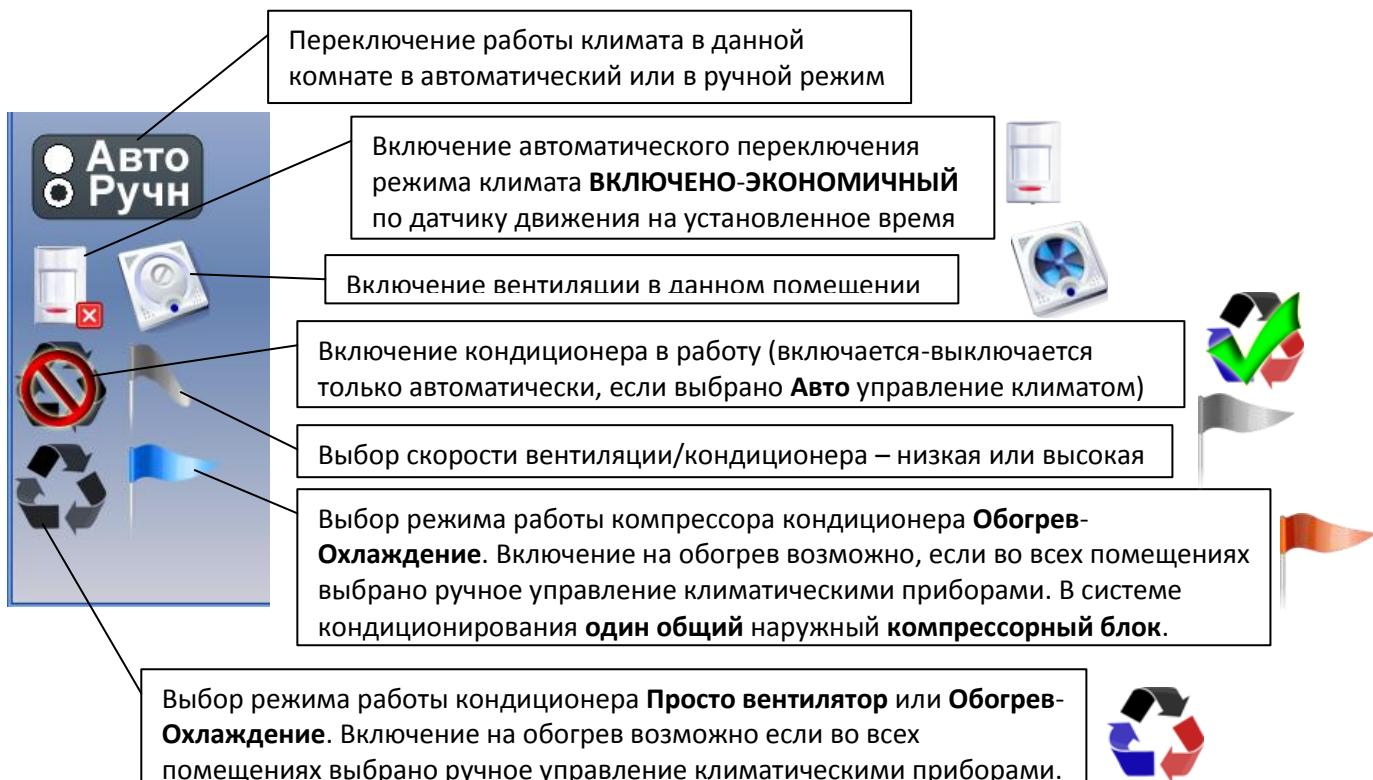 Переключение работы климата в данной
комнате в автоматический или в ручной режим
Авто
Ручн
Включение автоматического переключения
режима климата ВКЛЮЧЕНО-ЭКОНОМИЧНЫЙ
по датчику движения на установленное время
Включение вентиляции в данном помещении
Включение кондиционера в работу (включается-выключается
только автоматически, если выбрано Авто управление климатом)
Выбор скорости вентиляции/кондиционера – низкая или высокая
Выбор режима работы компрессора кондиционера Обогрев-
Охлаждение. Включение на обогрев возможно, если во всех помещениях
выбрано ручное управление климатическими приборами. В системе
кондиционирования один общий наружный компрессорный блок.
Выбор режима работы кондиционера Просто вентилятор или Обогрев-
Охлаждение. Включение на обогрев возможно если во всех
помещениях выбрано ручное управление климатическими приборами.